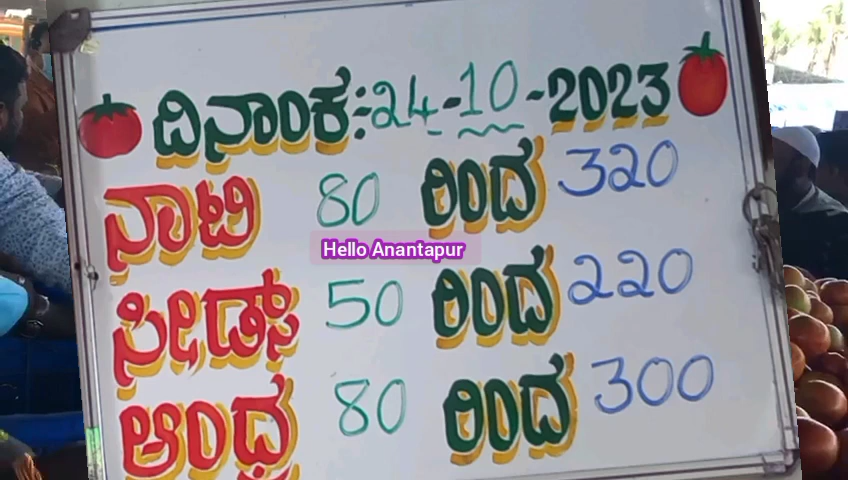 ದಿನಾಂಕ:24-10-2023
ನಾಟಿ 80 ರಿಂದ 320
Hello Anantapur
ಸೀಡ್ಸ್ 50 ರಿಂದ 220
ಆಂಧ್ರ 80 ರಿಂದ 300